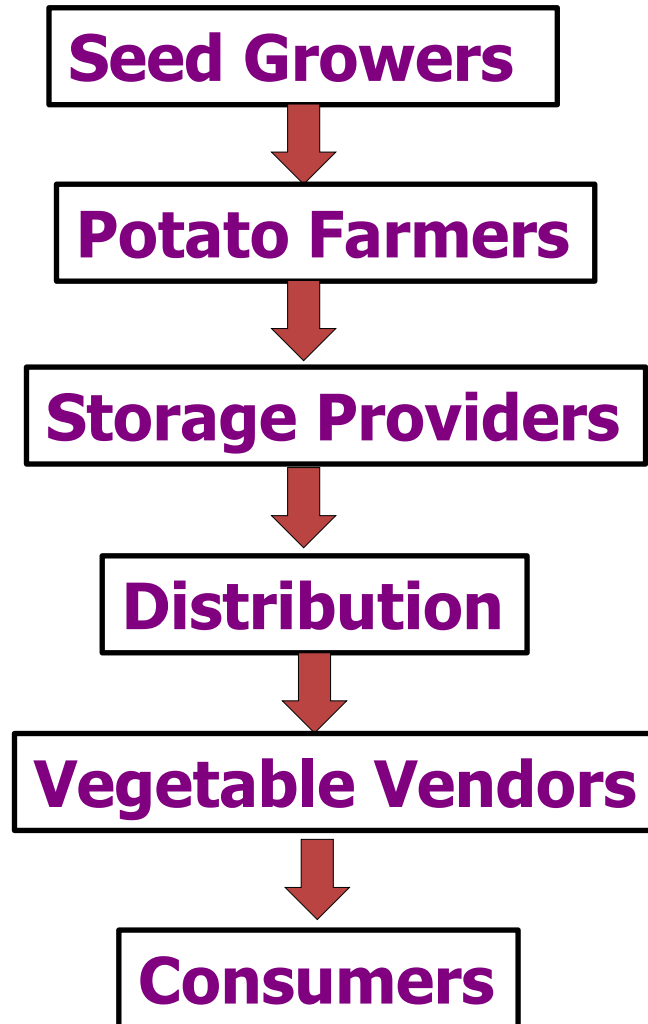 Seed Growers
Potato Farmers
Storage Providers
Distribution
Vegetable Vendors
Consumers